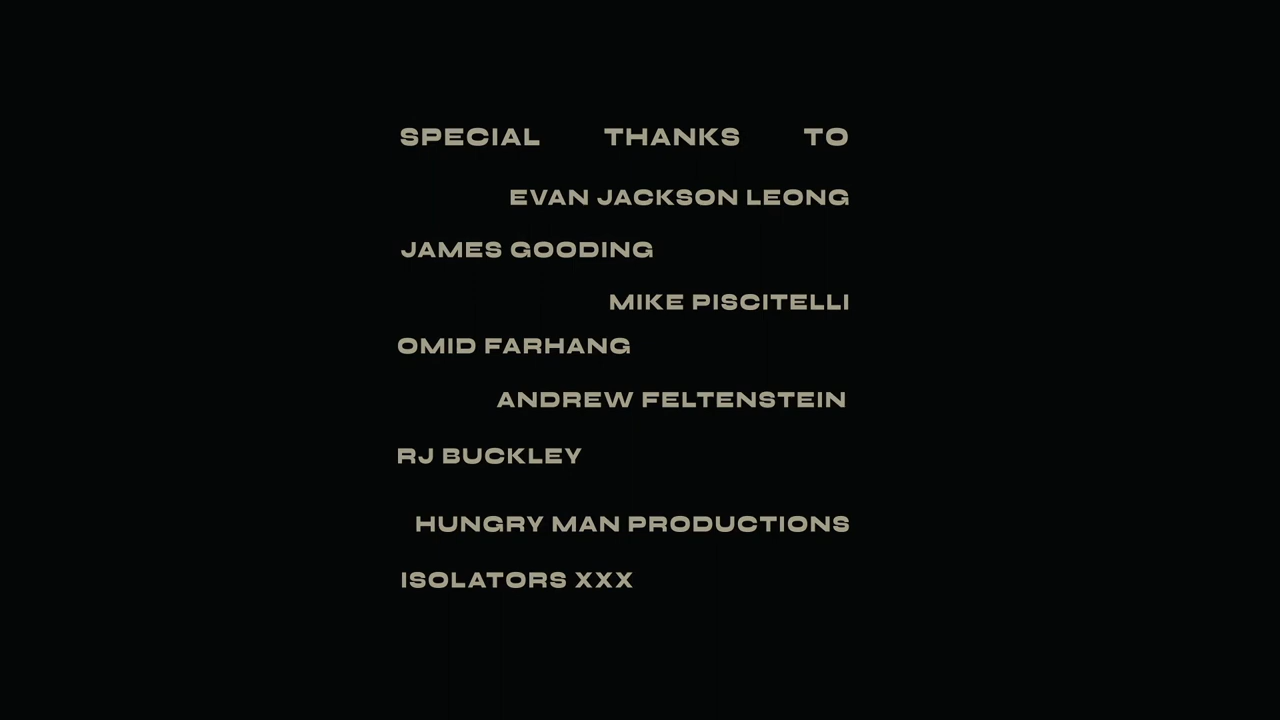 SPECIAL THANKS TO
EVAN JACKSON LEONG
JAMES GOODING
MIKE PISCITELLI
OMID FARHANG
ANDREW FELTENSTEIN
RJ BUCKLEY
HUNGRY MAN PRODUCTIONS
ISOLATORS XXX